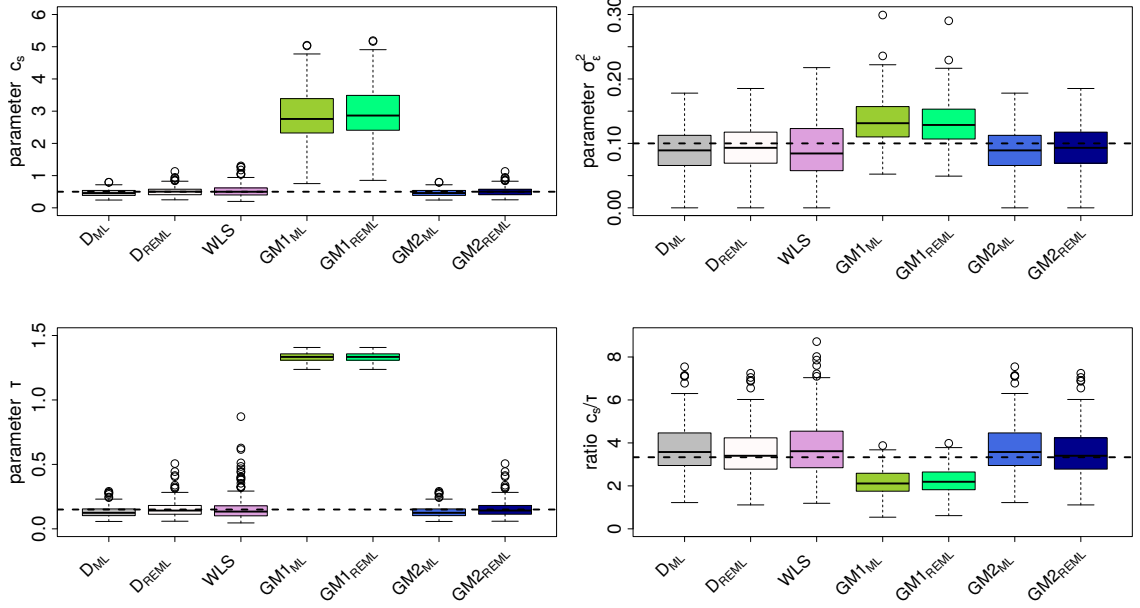 parameter cₛ
6
5
4
3
2
1
0
D_ML
D_REML
WLS
GM1_ML
GM1_REML
GM2_ML
GM2_REML
parameter σ²_ε
0.30
0.20
0.10
0.00
D_ML
D_REML
WLS
GM1_ML
GM1_REML
GM2_ML
GM2_REML
parameter τ
1.5
1.0
0.5
0.0
D_ML
D_REML
WLS
GM1_ML
GM1_REML
GM2_ML
GM2_REML
ratio cₛ/τ
8
6
4
2
0
D_ML
D_REML
WLS
GM1_ML
GM1_REML
GM2_ML
GM2_REML